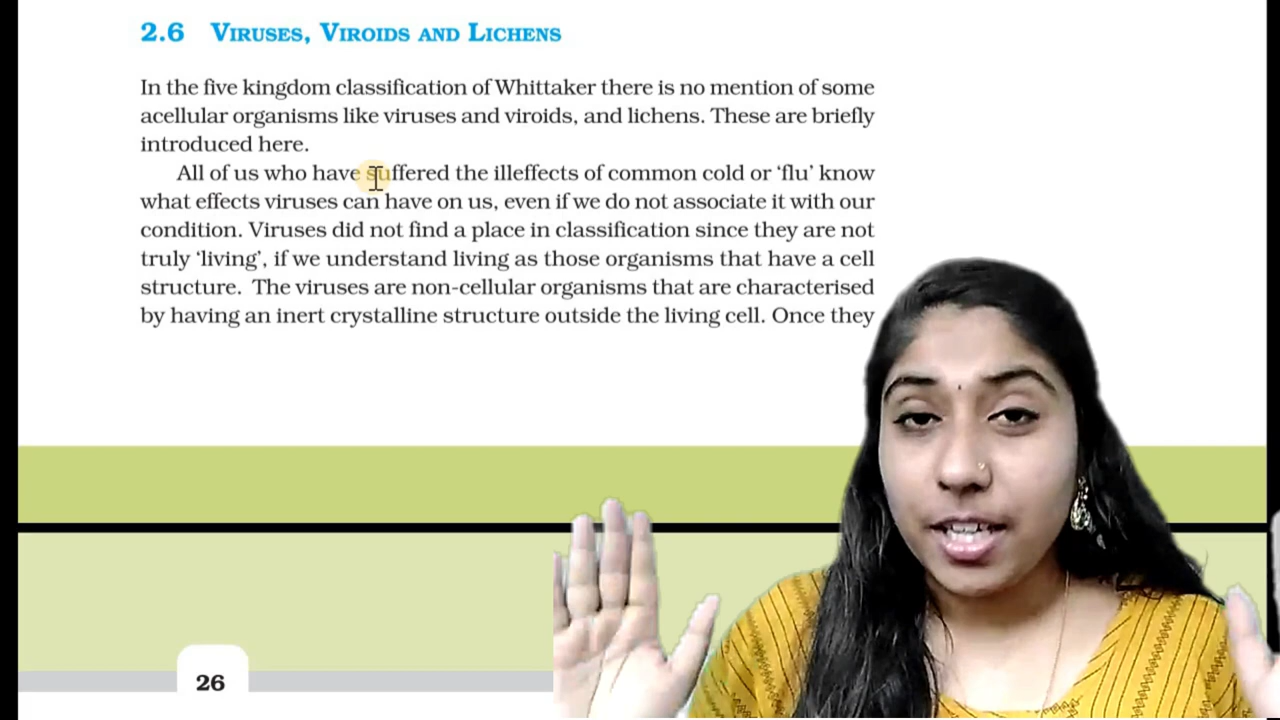 2.6 VIRUSES, VIROIDS AND LICHENS
In the five kingdom classification of Whittaker there is no mention of some
acellular organisms like viruses and viroids, and lichens. These are briefly
introduced here.
All of us who have suffered the illeffects of common cold or ‘flu’ know
what effects viruses can have on us, even if we do not associate it with our
condition. Viruses did not find a place in classification since they are not
truly ‘living’, if we understand living as those organisms that have a cell
structure. The viruses are non-cellular organisms that are characterised
by having an inert crystalline structure outside the living cell. Once they
26